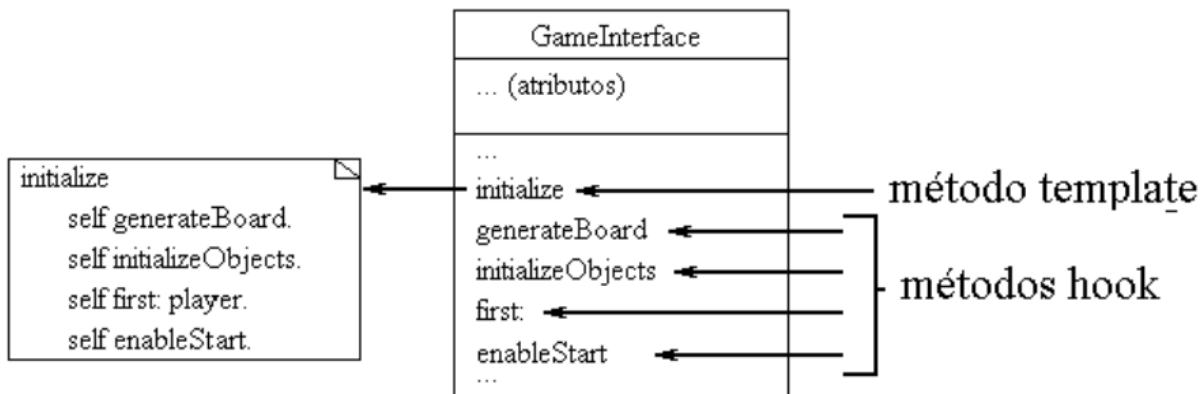 GameInterface
... (atributos)
...
initialize
generateBoard
initializeObjects
first:
enableStart
...
initialize
self generateBoard.
self initializeObjects.
self first: player.
self enableStart.
método template
métodos hook